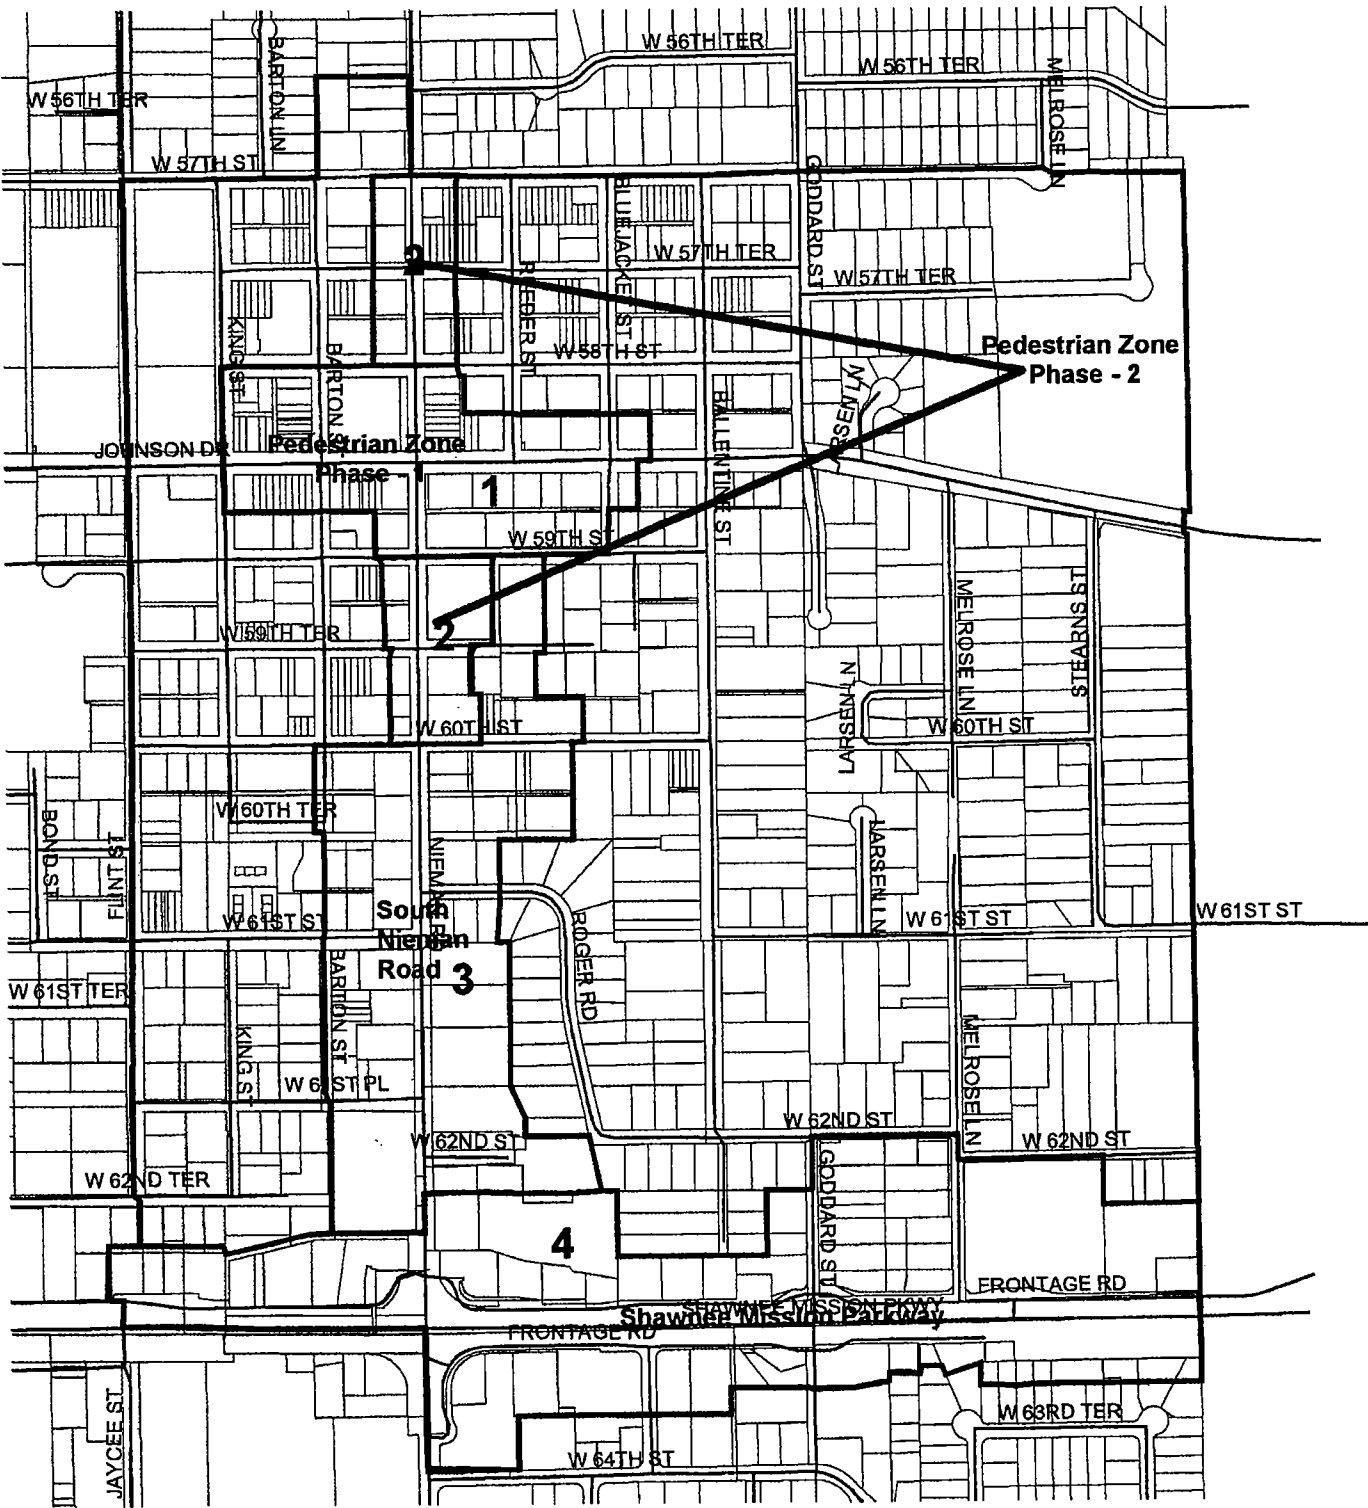 W 56TH TER
W 56TH TER
W 56TH TER
BARTON LN
MELROSE LN
W 57TH ST
GODDARD ST
BLUEJACKET ST
2
W 57TH TER
W 57TH TER
REEDER ST
KING ST
BARTON ST
W 58TH ST
Pedestrian Zone
Phase - 2
LARSEN LN
BALLENTINE ST
JOHNSON DR
Pedestrian Zone
Phase - 1
1
W 59TH ST
2
W 59TH TER
MELROSE LN
STEARNS ST
LARSEN LN
W 60TH ST
W 60TH ST
W 60TH TER
BOND ST
FLINT ST
NIEMAN RD
LARSEN LN
W 61ST ST
W 61ST ST
W 61ST ST
South
Nieman
Road
3
ROGER RD
BARTON ST
W 61ST TER
KING ST
MELROSE LN
W 61ST PL
W 62ND ST
W 62ND ST
W 62ND ST
W 62ND TER
GODDARD ST
4
FRONTAGE RD
SHAWNEE MISSION PKWY
Shawnee Mission Parkway
FRONTAGE RD
JAYCEE ST
W 63RD TER
W 64TH ST